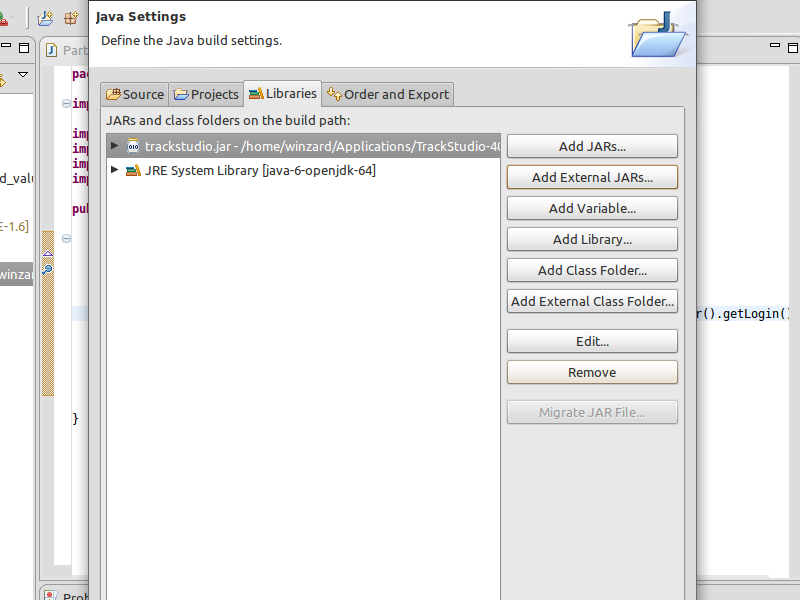 Java Settings
Define the Java build settings.
Part
Source
Projects
Libraries
Order and Export
pac
JARs and class folders on the build path:
imp
trackstudio.jar - /home/winzard/Applications/TrackStudio-40
Add JARs...
imp
imp
JRE System Library [java-6-openjdk-64]
imp
Add External JARs...
d_valu
imp
pub
Add Variable...
E-1.6]
Add Library...
winzar
Add Class Folder...
Add External Class Folder...
r().getLogin()
Edit...
Remove
Migrate JAR File...
}
Prob